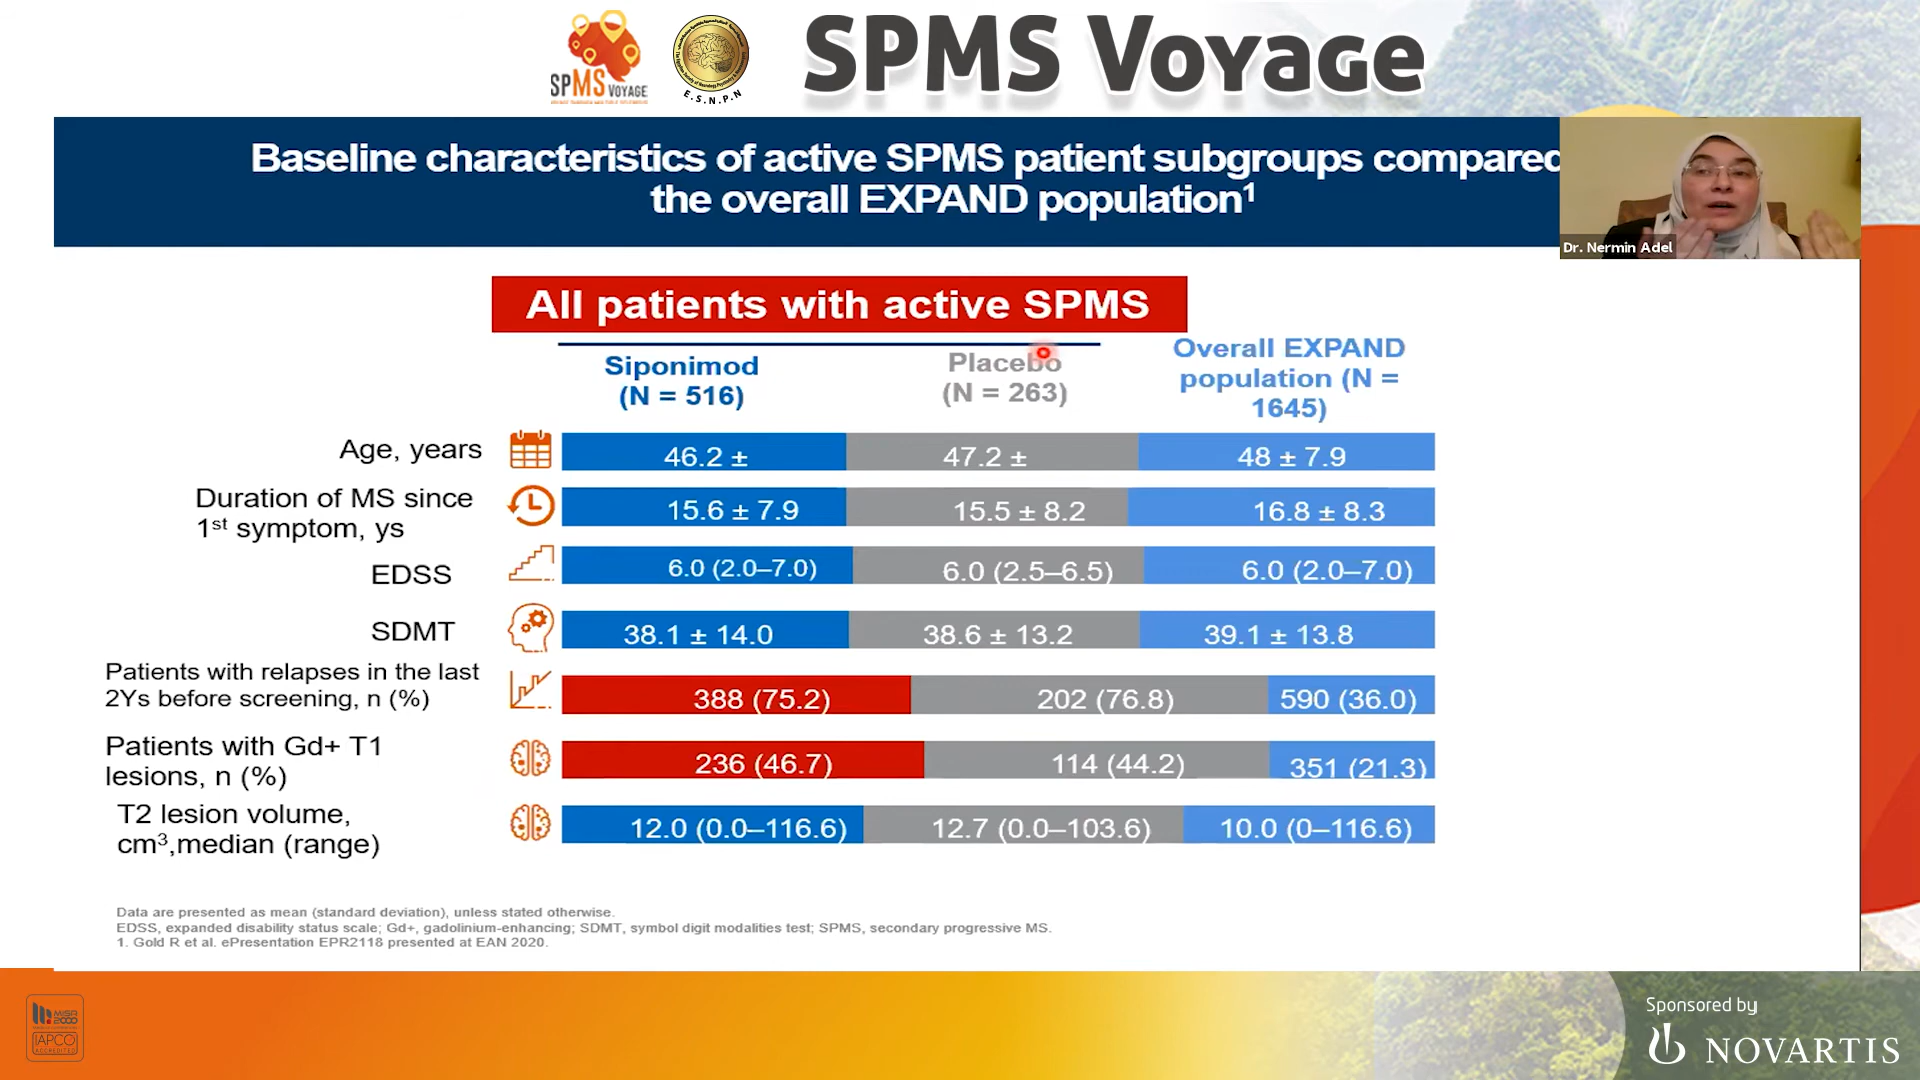 SPMS VOYAGE
E.S.N.P.N
SPMS Voyage
Baseline characteristics of active SPMS patient subgroups compared
the overall EXPAND population¹
Dr. Nermin Adel
All patients with active SPMS
Siponimod
(N = 516)
Placebo
(N = 263)
Overall EXPAND
population (N =
1645)
Age, years
46.2 ±
47.2 ±
48 ± 7.9
Duration of MS since
1st symptom, ys
15.6 ± 7.9
15.5 ± 8.2
16.8 ± 8.3
EDSS
6.0 (2.0–7.0)
6.0 (2.5–6.5)
6.0 (2.0–7.0)
SDMT
38.1 ± 14.0
38.6 ± 13.2
39.1 ± 13.8
Patients with relapses in the last
2Ys before screening, n (%)
388 (75.2)
202 (76.8)
590 (36.0)
Patients with Gd+ T1
lesions, n (%)
236 (46.7)
114 (44.2)
351 (21.3)
T2 lesion volume,
cm³,median (range)
12.0 (0.0–116.6)
12.7 (0.0–103.6)
10.0 (0–116.6)
Data are presented as mean (standard deviation), unless stated otherwise.
EDSS, expanded disability status scale; Gd+, gadolinium-enhancing; SDMT, symbol digit modalities test; SPMS, secondary progressive MS.
1. Gold R et al. ePresentation EPR2118 presented at EAN 2020.
MISR
2000
IAPCO
ACCREDITED
Sponsored by
NOVARTIS